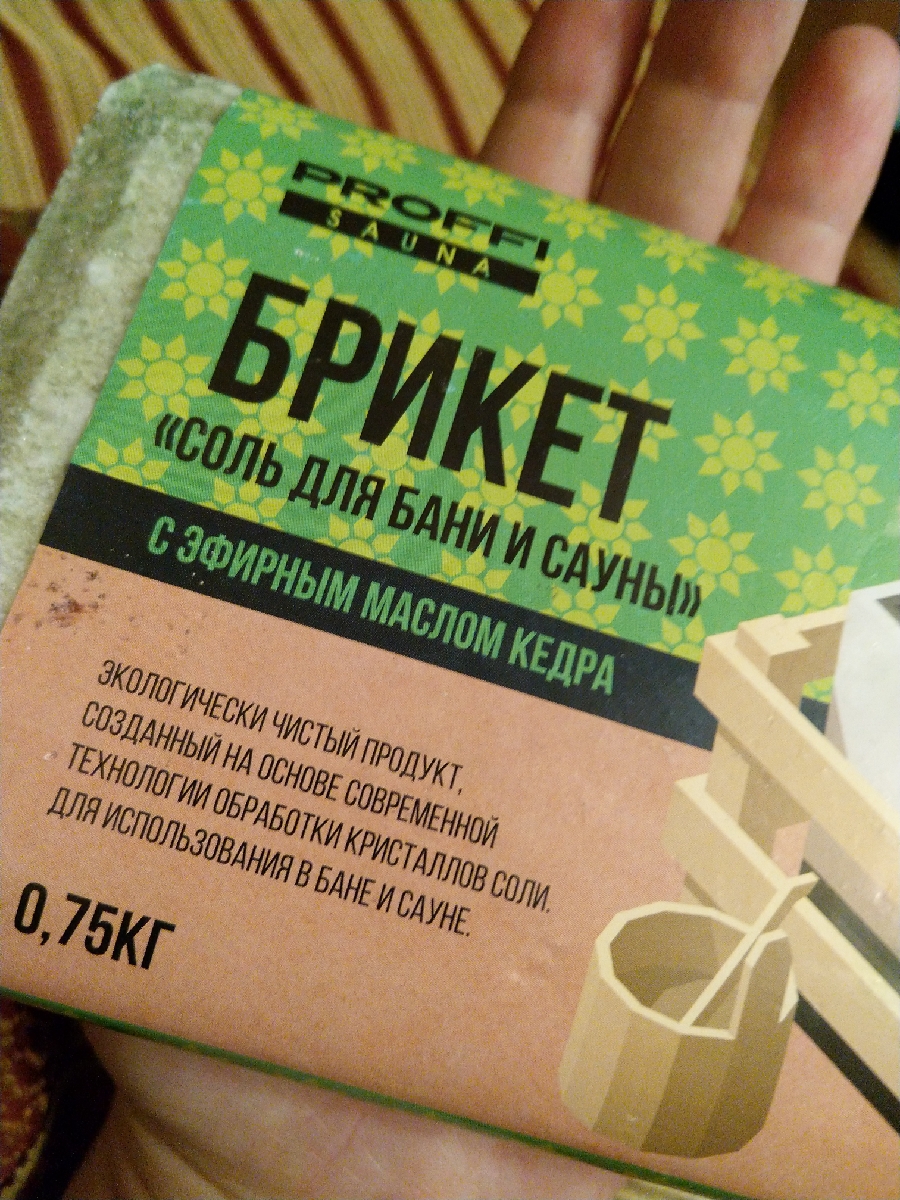 PROFFI
SAUNA
БРИКЕТ
«СОЛЬ ДЛЯ БАНИ И САУНЫ»
С ЭФИРНЫМ МАСЛОМ КЕДРА
ЭКОЛОГИЧЕСКИ ЧИСТЫЙ ПРОДУКТ,
СОЗДАННЫЙ НА ОСНОВЕ СОВРЕМЕННОЙ
ТЕХНОЛОГИИ ОБРАБОТКИ КРИСТАЛЛОВ СОЛИ.
ДЛЯ ИСПОЛЬЗОВАНИЯ В БАНЕ И САУНЕ.
0,75КГ